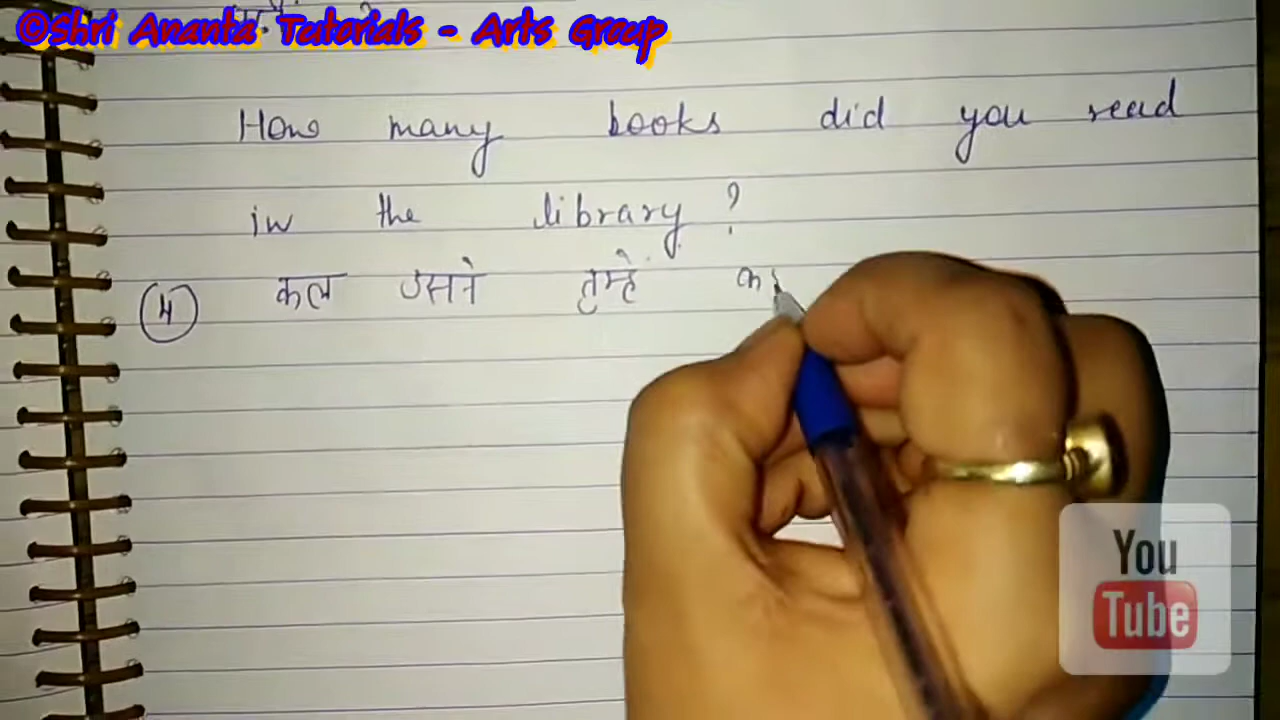 ©Shri Ananta Tutorials - Arts Group
How many books did you read
in the library?
4 कल उसने तुम्हें
You
Tube